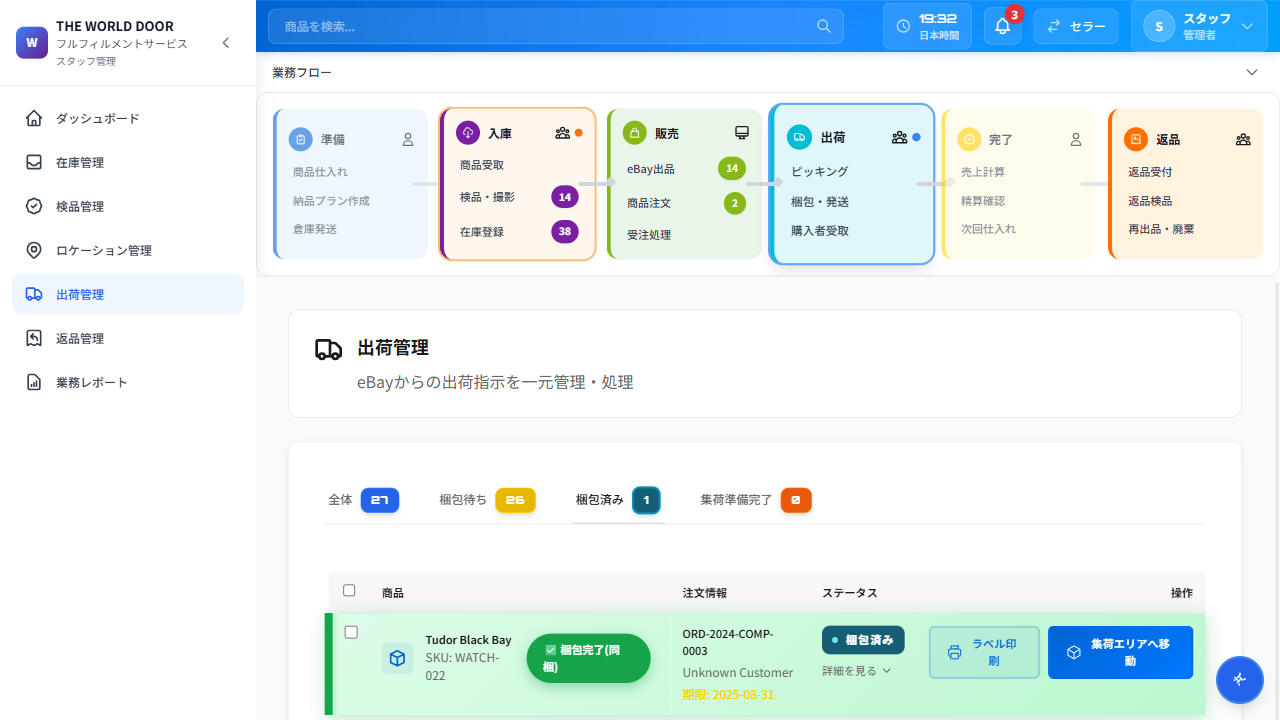 W
THE WORLD DOOR
フルフィルメントサービス
スタッフ管理
ダッシュボード
在庫管理
検品管理
ロケーション管理
出荷管理
返品管理
業務レポート
商品を検索...
19:32
日本時間
3
セラー
S
スタッフ
管理者
業務フロー
準備
商品仕入れ
納品プラン作成
倉庫発送
入庫
商品受取
検品・撮影 14
在庫登録 38
販売
eBay出品 14
商品注文 2
受注処理
出荷
ピッキング
梱包・発送
購入者受取
完了
売上計算
精算確認
次回仕入れ
返品
返品受付
返品検品
再出品・廃棄
出荷管理
eBayからの出荷指示を一元管理・処理
全体 27 梱包待ち 26 梱包済み 1 集荷準備完了 0
商品 注文情報 ステータス 操作
Tudor Black Bay
SKU: WATCH-
022
✅ 梱包完了(同
梱)
ORD-2024-COMP-
0003
Unknown Customer
期限: 2025-08-31
梱包済み
詳細を見る
ラベル印
刷
集荷エリアへ移
動